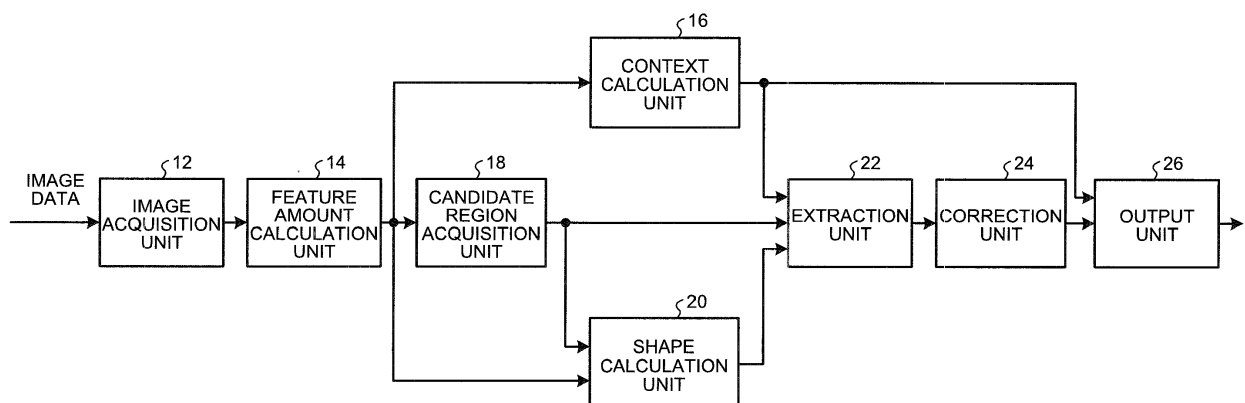 16
CONTEXT
CALCULATION
UNIT
IMAGE
DATA
12
IMAGE
ACQUISITION
UNIT
14
FEATURE
AMOUNT
CALCULATION
UNIT
18
CANDIDATE
REGION
ACQUISITION
UNIT
22
EXTRACTION
UNIT
24
CORRECTION
UNIT
26
OUTPUT
UNIT
20
SHAPE
CALCULATION
UNIT